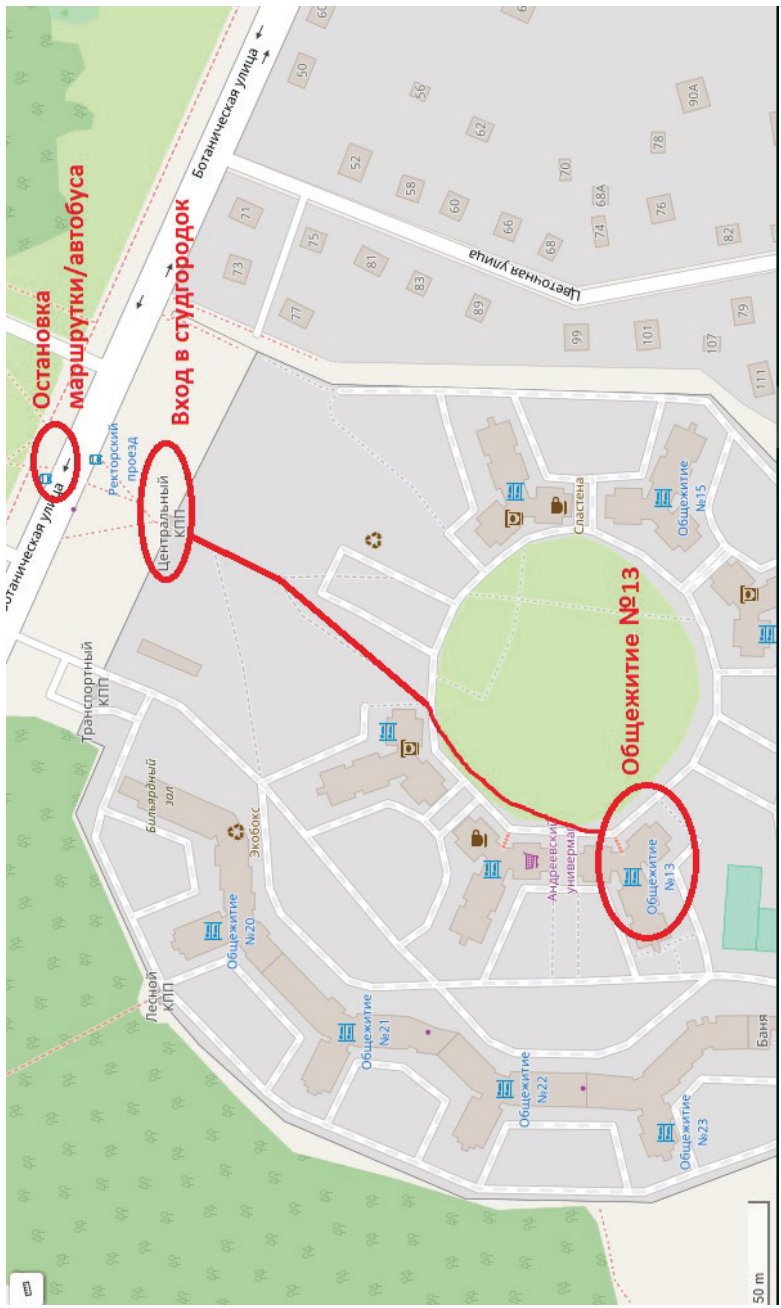 Остановка
маршрутки/автобуса
Вход в студгородок
Общежитие №13
Ботаническая улица
Ботаническая улица
Ректорский
проезд
Центральный
КПП
Транспортный
КПП
Лесной
КПП
Бильярдный
зал
Экобокс
Общежитие
№20
Общежитие
№21
Общежитие
№22
Общежитие
№23
Баня
Андреевский
универмаг
Общежитие
№13
Сластена
Общежитие
№15
Цветочная улица
60
50
56
52
62
58
60
66
68
70
68А
74
76
78
90А
82
71
73
75
77
81
83
89
99
101
107
79
111
50 m